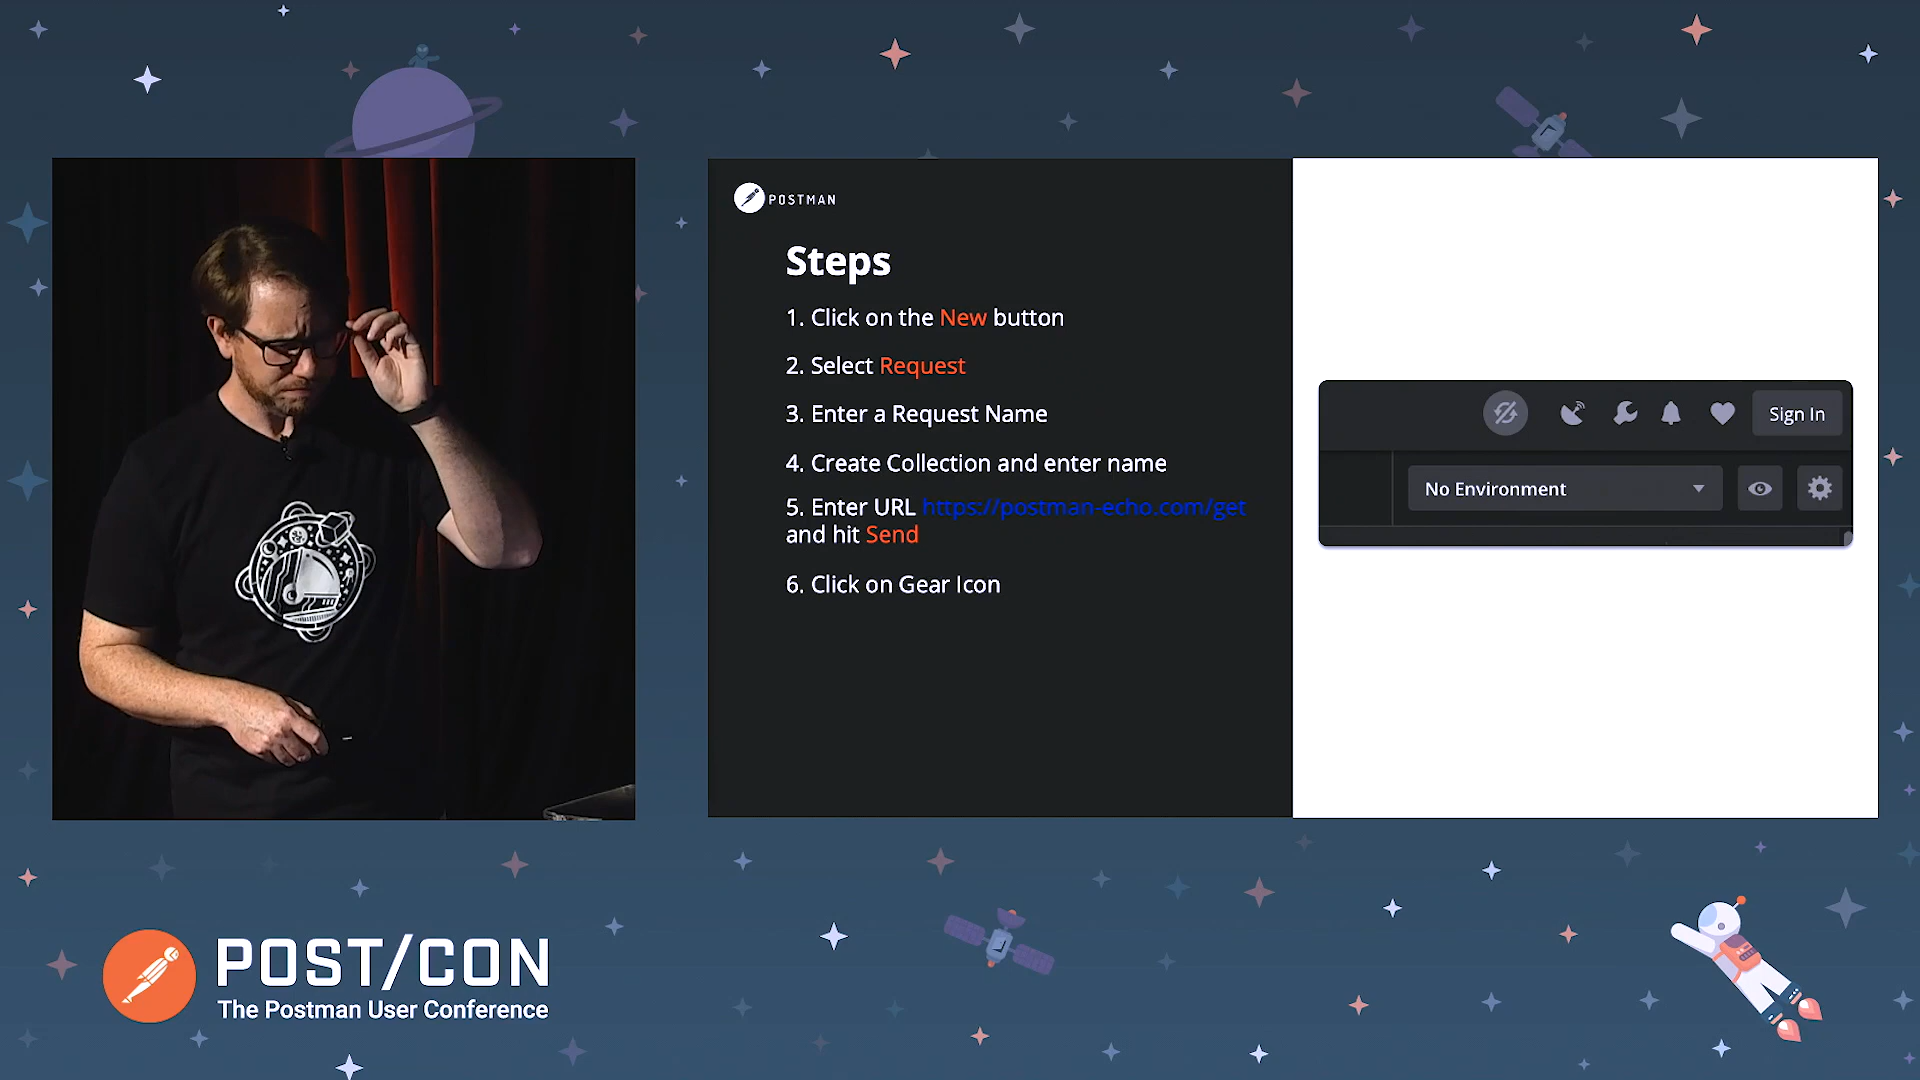 POSTMAN
Steps
1. Click on the New button
2. Select Request
3. Enter a Request Name
4. Create Collection and enter name
5. Enter URL https://postman-echo.com/get
and hit Send
6. Click on Gear Icon
Sign In
No Environment
POST/CON
The Postman User Conference